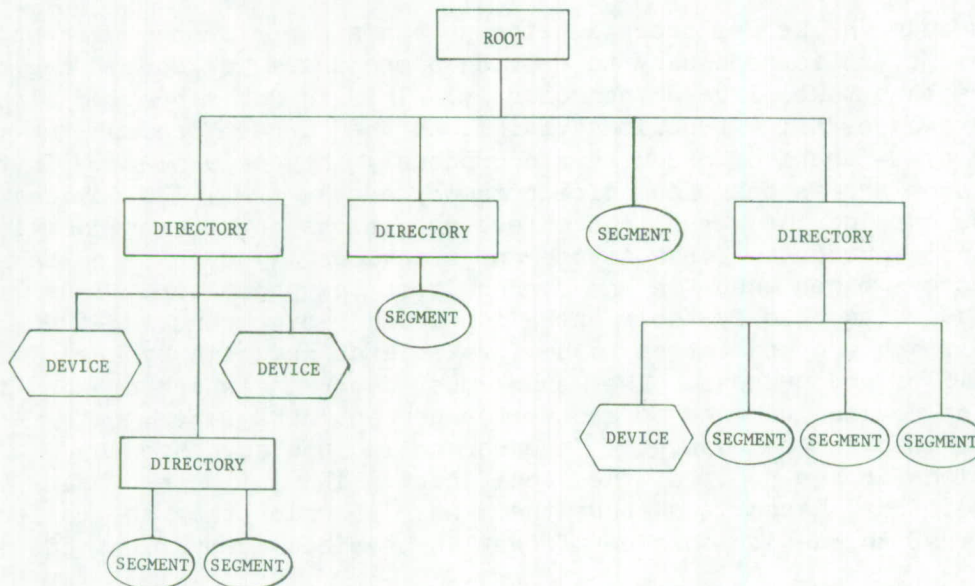 ROOT
DIRECTORY DIRECTORY SEGMENT DIRECTORY
SEGMENT
DEVICE DEVICE
DEVICE SEGMENT SEGMENT SEGMENT
DIRECTORY
SEGMENT SEGMENT